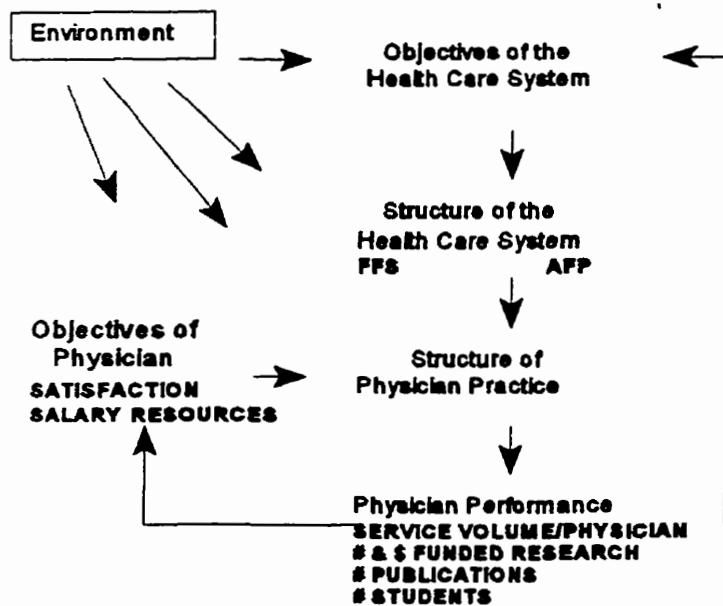 Environment
Objectives of the
Health Care System
Structure of the
Health Care System
FFS AFP
Objectives of
Physician
SATISFACTION
SALARY RESOURCES
Structure of
Physician Practice
Physician Performance
SERVICE VOLUME/PHYSICIAN
# & $ FUNDED RESEARCH
# PUBLICATIONS
# STUDENTS